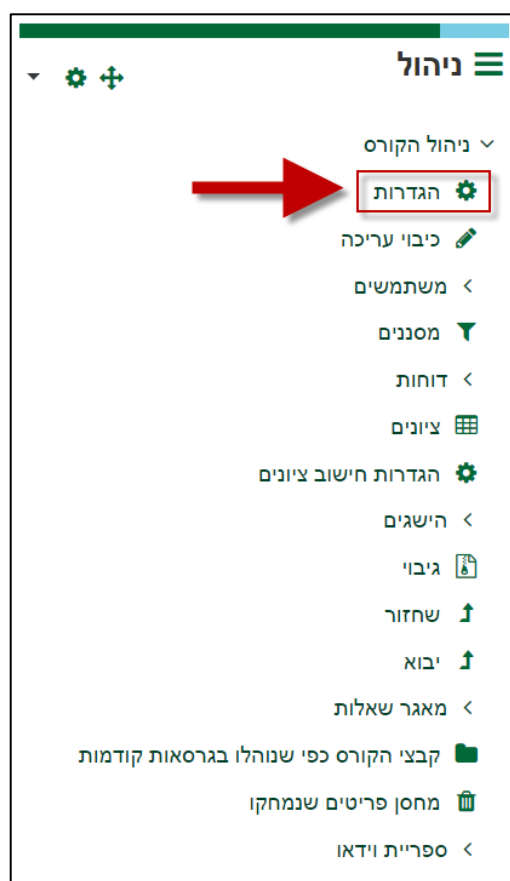 ניהול
ניהול הקורס
הגדרות
כיבוי עריכה
משתמשים
מסננים
דוחות
ציונים
הגדרות חישוב ציונים
הישגים
גיבוי
שחזור
יבוא
מאגר שאלות
קבצי הקורס כפי שנוהלו בגרסאות קודמות
מחסן פריטים שנמחקו
ספריית וידאו